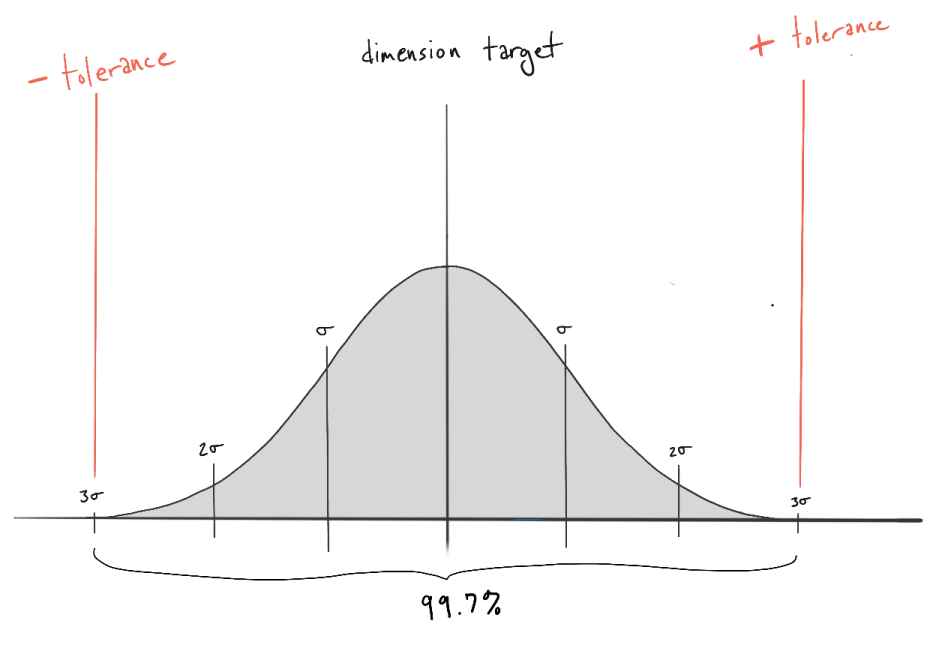 - tolerance
dimension target
+ tolerance
σ
σ
2σ
2σ
3σ
3σ
99.7%